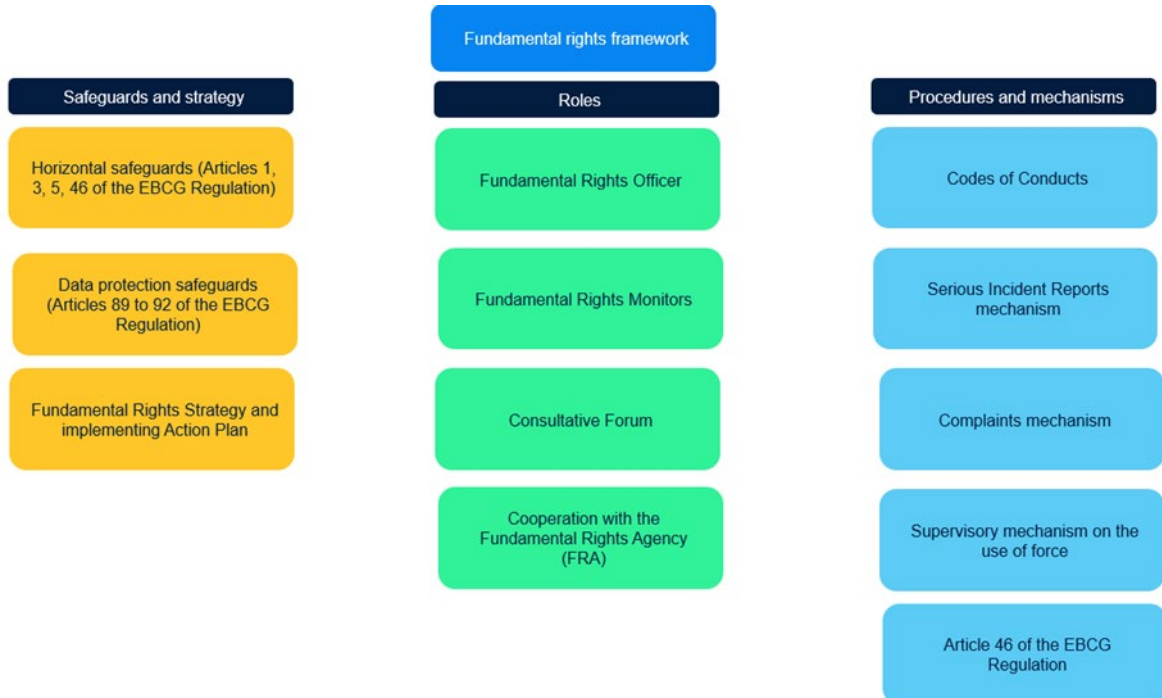 Fundamental rights framework
Safeguards and strategy
Horizontal safeguards (Articles 1,
3, 5, 46 of the EBCG Regulation)
Data protection safeguards
(Articles 89 to 92 of the EBCG
Regulation)
Fundamental Rights Strategy and
implementing Action Plan
Roles
Fundamental Rights Officer
Fundamental Rights Monitors
Consultative Forum
Cooperation with the
Fundamental Rights Agency
(FRA)
Procedures and mechanisms
Codes of Conducts
Serious Incident Reports
mechanism
Complaints mechanism
Supervisory mechanism on the
use of force
Article 46 of the EBCG
Regulation